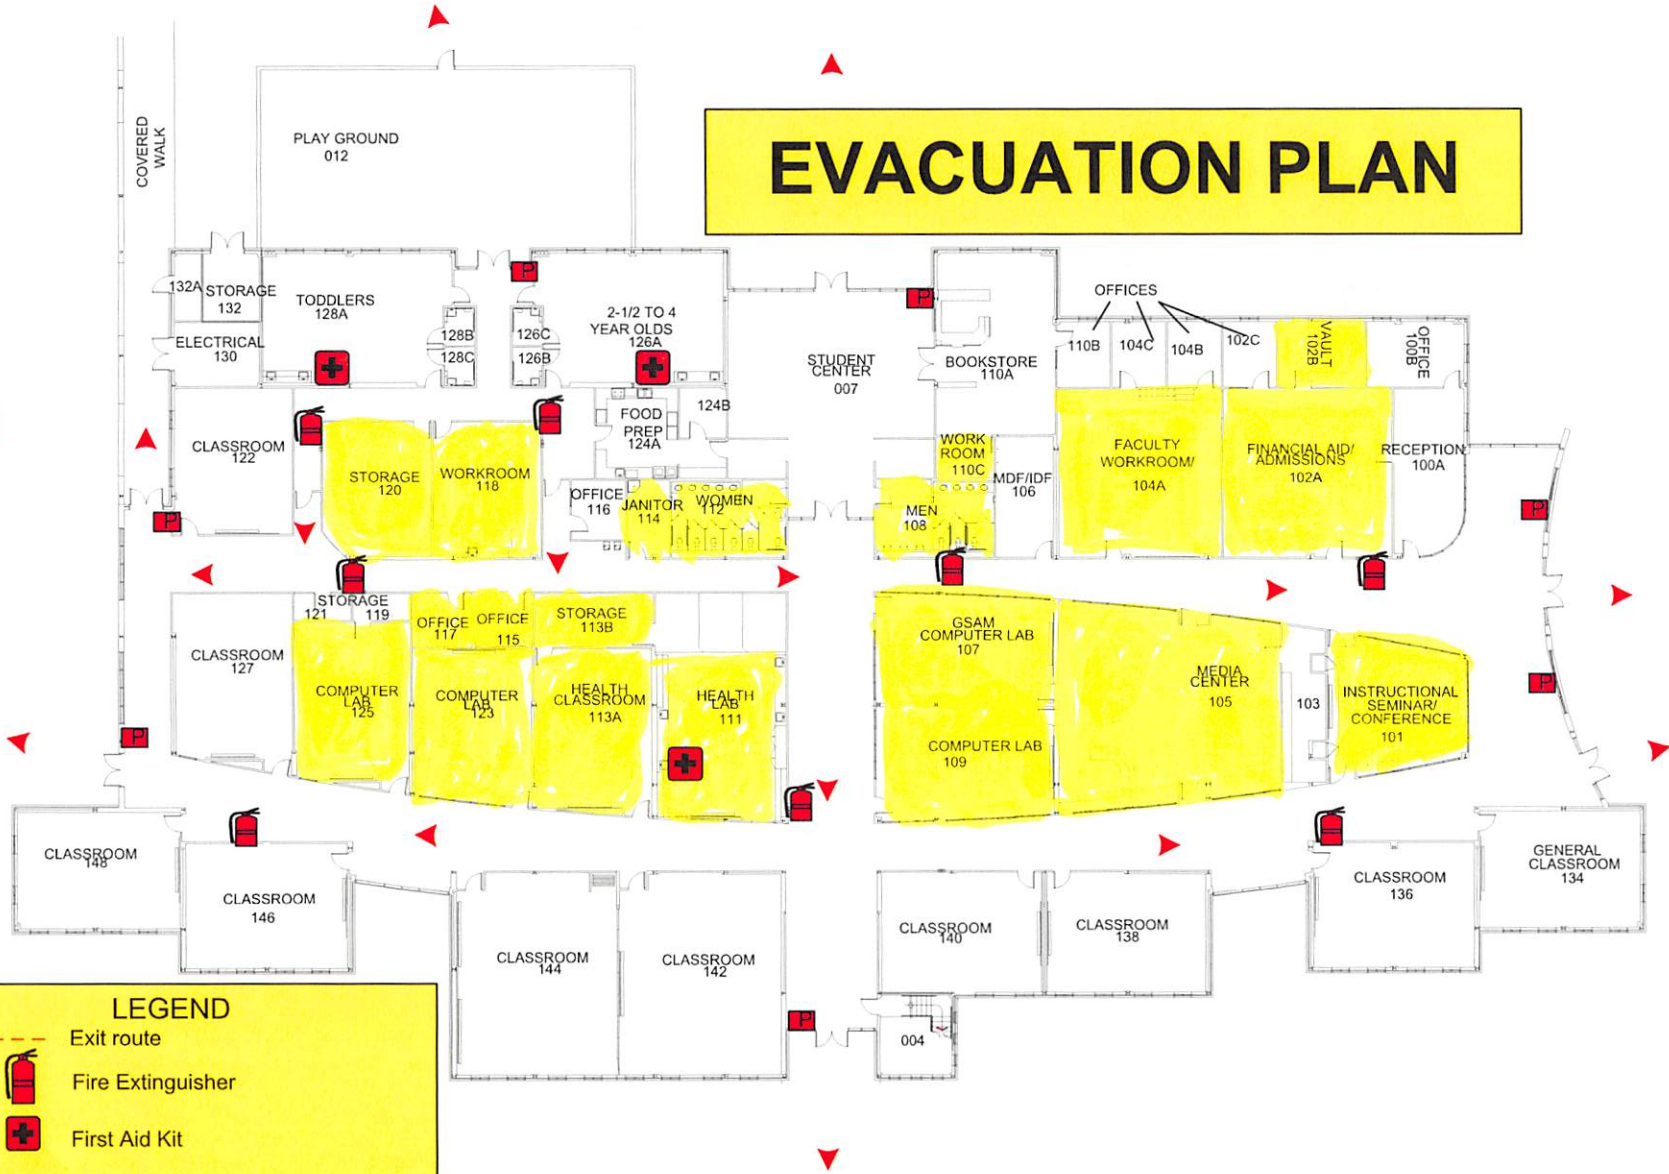 EVACUATION PLAN
COVERED
WALK
PLAY GROUND
012
132A
STORAGE
132
TODDLERS
128A
ELECTRICAL
130
128B
128C
126C
126B
2-1/2 TO 4
YEAR OLDS
126A
STUDENT
CENTER
007
BOOKSTORE
110A
OFFICES
110B
104C
104B
102C
VAULT
102B
OFFICE
100B
CLASSROOM
122
STORAGE
120
WORKROOM
118
FOOD
PREP
124A
124B
OFFICE
116
JANITOR
114
WOMEN
112
WORK
ROOM
110C
MEN
108
MDF/IDF
106
FACULTY
WORKROOM/
104A
FINANCIAL AID/
ADMISSIONS
102A
RECEPTION
100A
P
P
P
P
P
P
P
CLASSROOM
127
STORAGE
121
119
OFFICE
117
OFFICE
115
STORAGE
113B
COMPUTER
LAB
125
COMPUTER
LAB
123
HEALTH
CLASSROOM
113A
HEALTH
LAB
111
GSAM
COMPUTER LAB
107
COMPUTER LAB
109
MEDIA
CENTER
105
103
INSTRUCTIONAL
SEMINAR/
CONFERENCE
101
CLASSROOM
148
CLASSROOM
146
CLASSROOM
144
CLASSROOM
142
CLASSROOM
140
CLASSROOM
138
CLASSROOM
136
GENERAL
CLASSROOM
134
P
004
LEGEND
Exit route
Fire Extinguisher
First Aid Kit